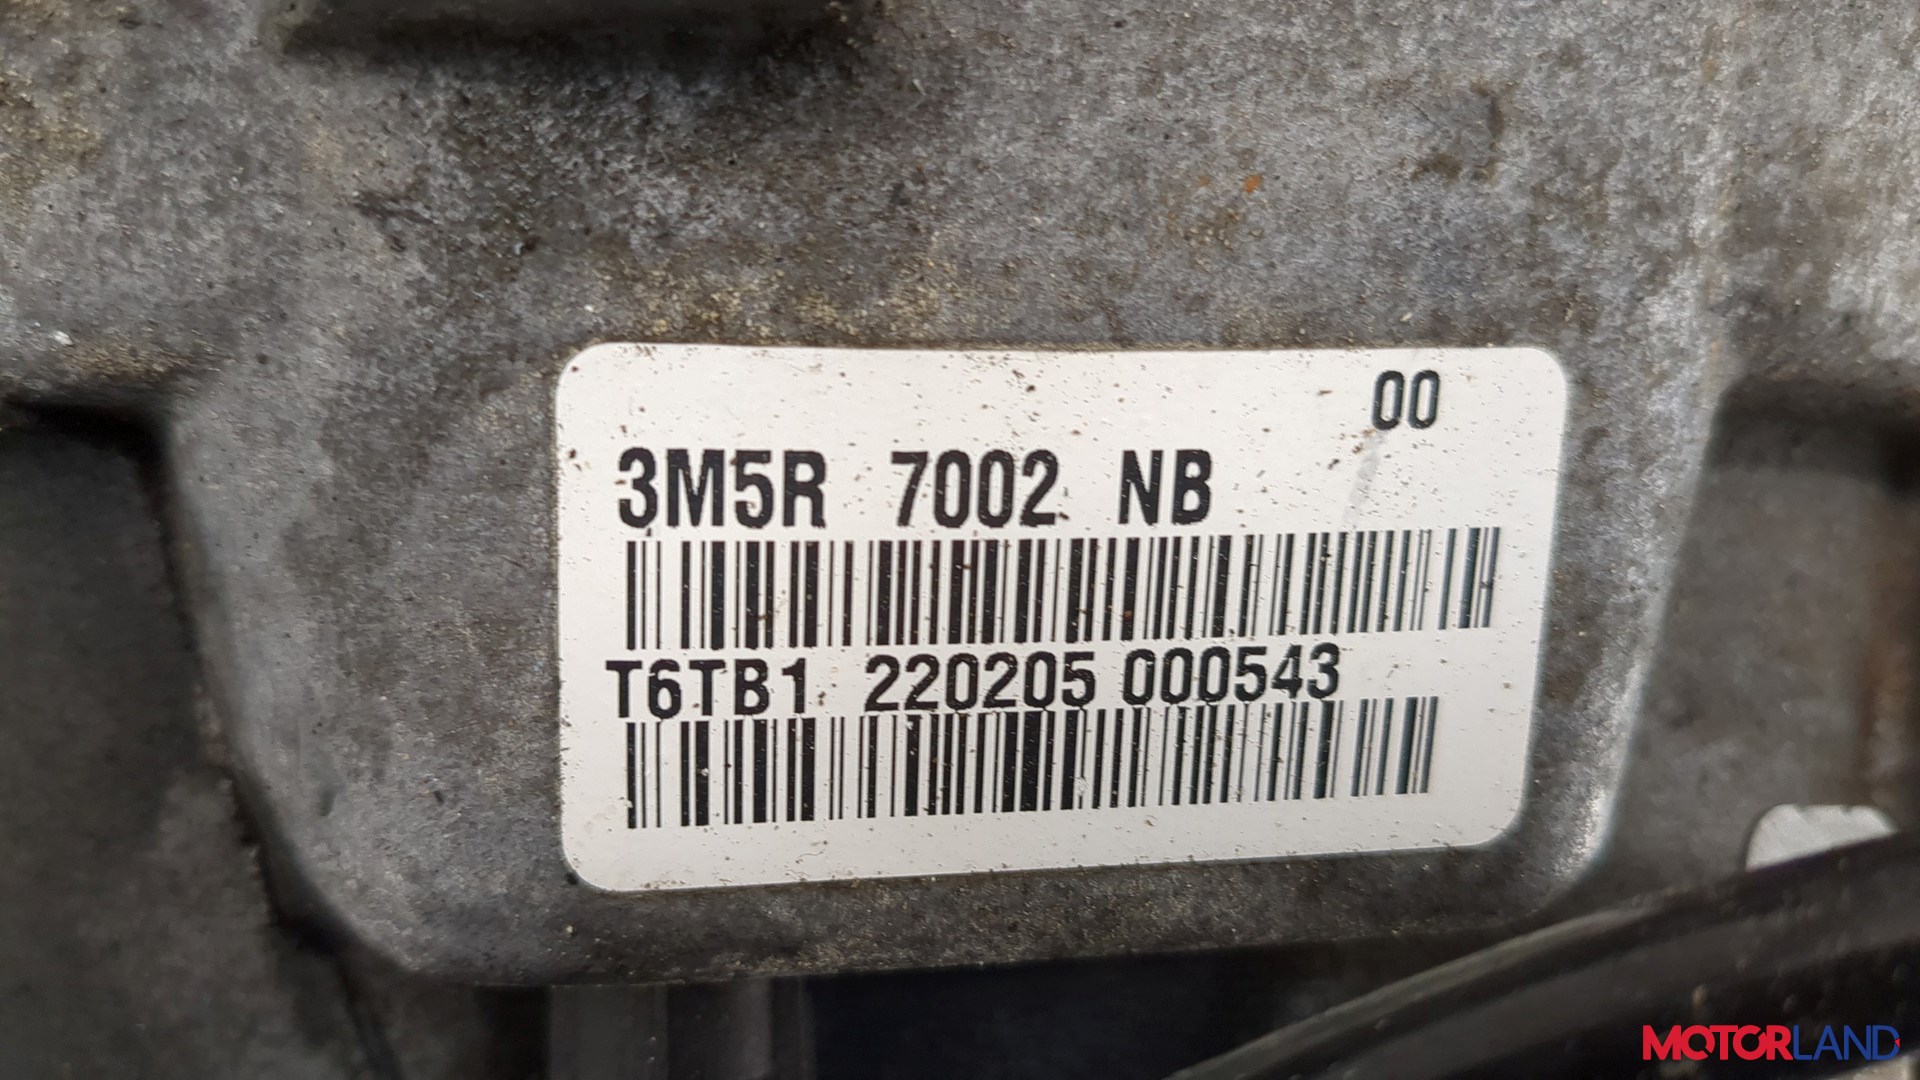 00
3M5R 7002 NB
T6TB1 220205 000543
MOTORLAND